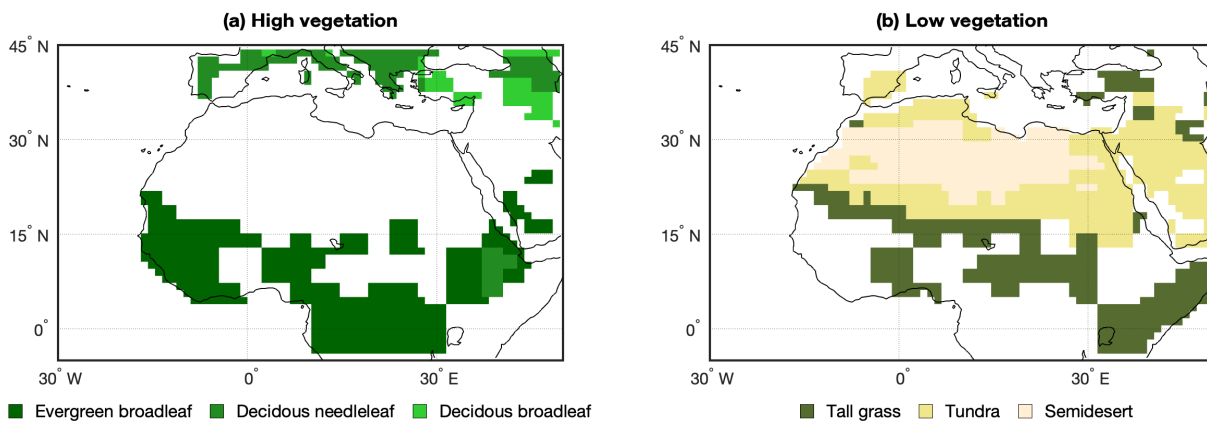 (a) High vegetation
45° N
30° N
15° N
0°
30° W
0°
30° E
Evergreen broadleaf
Decidous needleleaf
Decidous broadleaf
(b) Low vegetation
45° N
30° N
15° N
0°
30° W
0°
30° E
Tall grass
Tundra
Semidesert